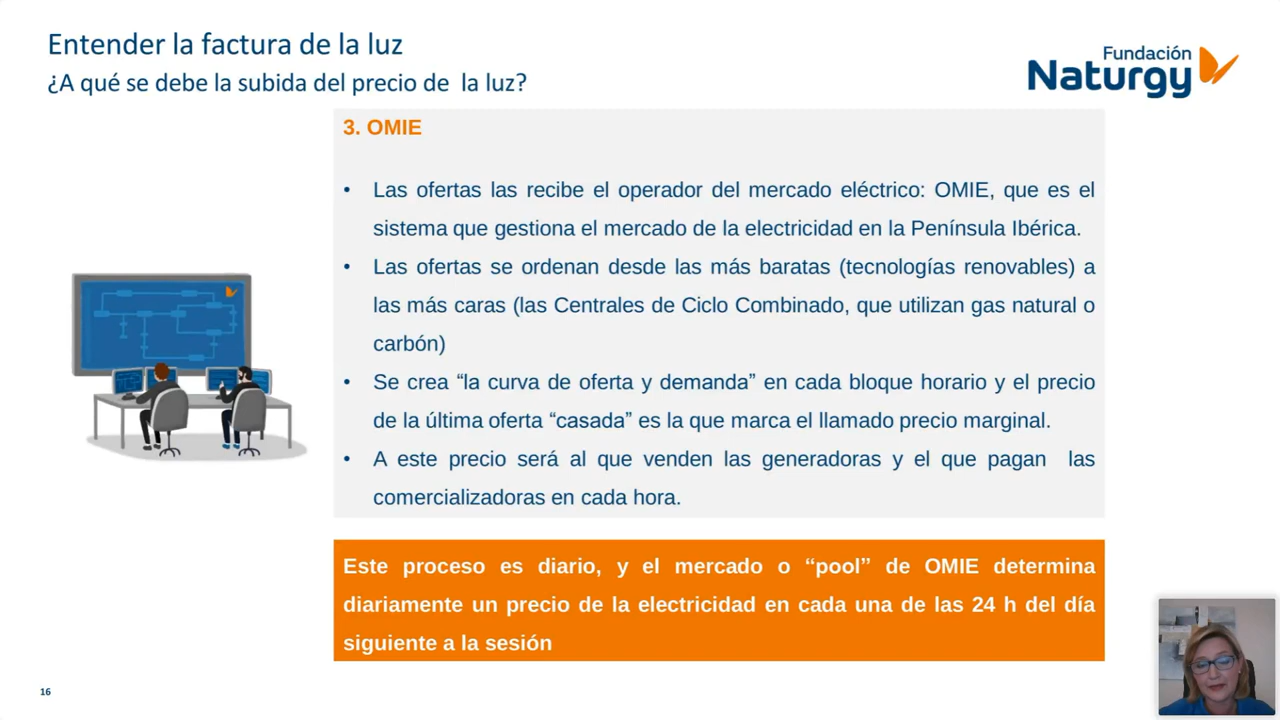 Entender la factura de la luz
¿A qué se debe la subida del precio de  la luz?
Fundación
Naturgy
3. OMIE
• Las ofertas las recibe el operador del mercado eléctrico: OMIE, que es el
sistema que gestiona el mercado de la electricidad en la Península Ibérica.
• Las ofertas se ordenan desde las más baratas (tecnologías renovables) a
las más caras (las Centrales de Ciclo Combinado, que utilizan gas natural o
carbón)
• Se crea “la curva de oferta y demanda” en cada bloque horario y el precio
de la última oferta “casada” es la que marca el llamado precio marginal.
• A este precio será al que venden las generadoras y el que pagan  las
comercializadoras en cada hora.
Este proceso es diario, y el mercado o “pool” de OMIE determina
diariamente un precio de la electricidad en cada una de las 24 h del día
siguiente a la sesión
16